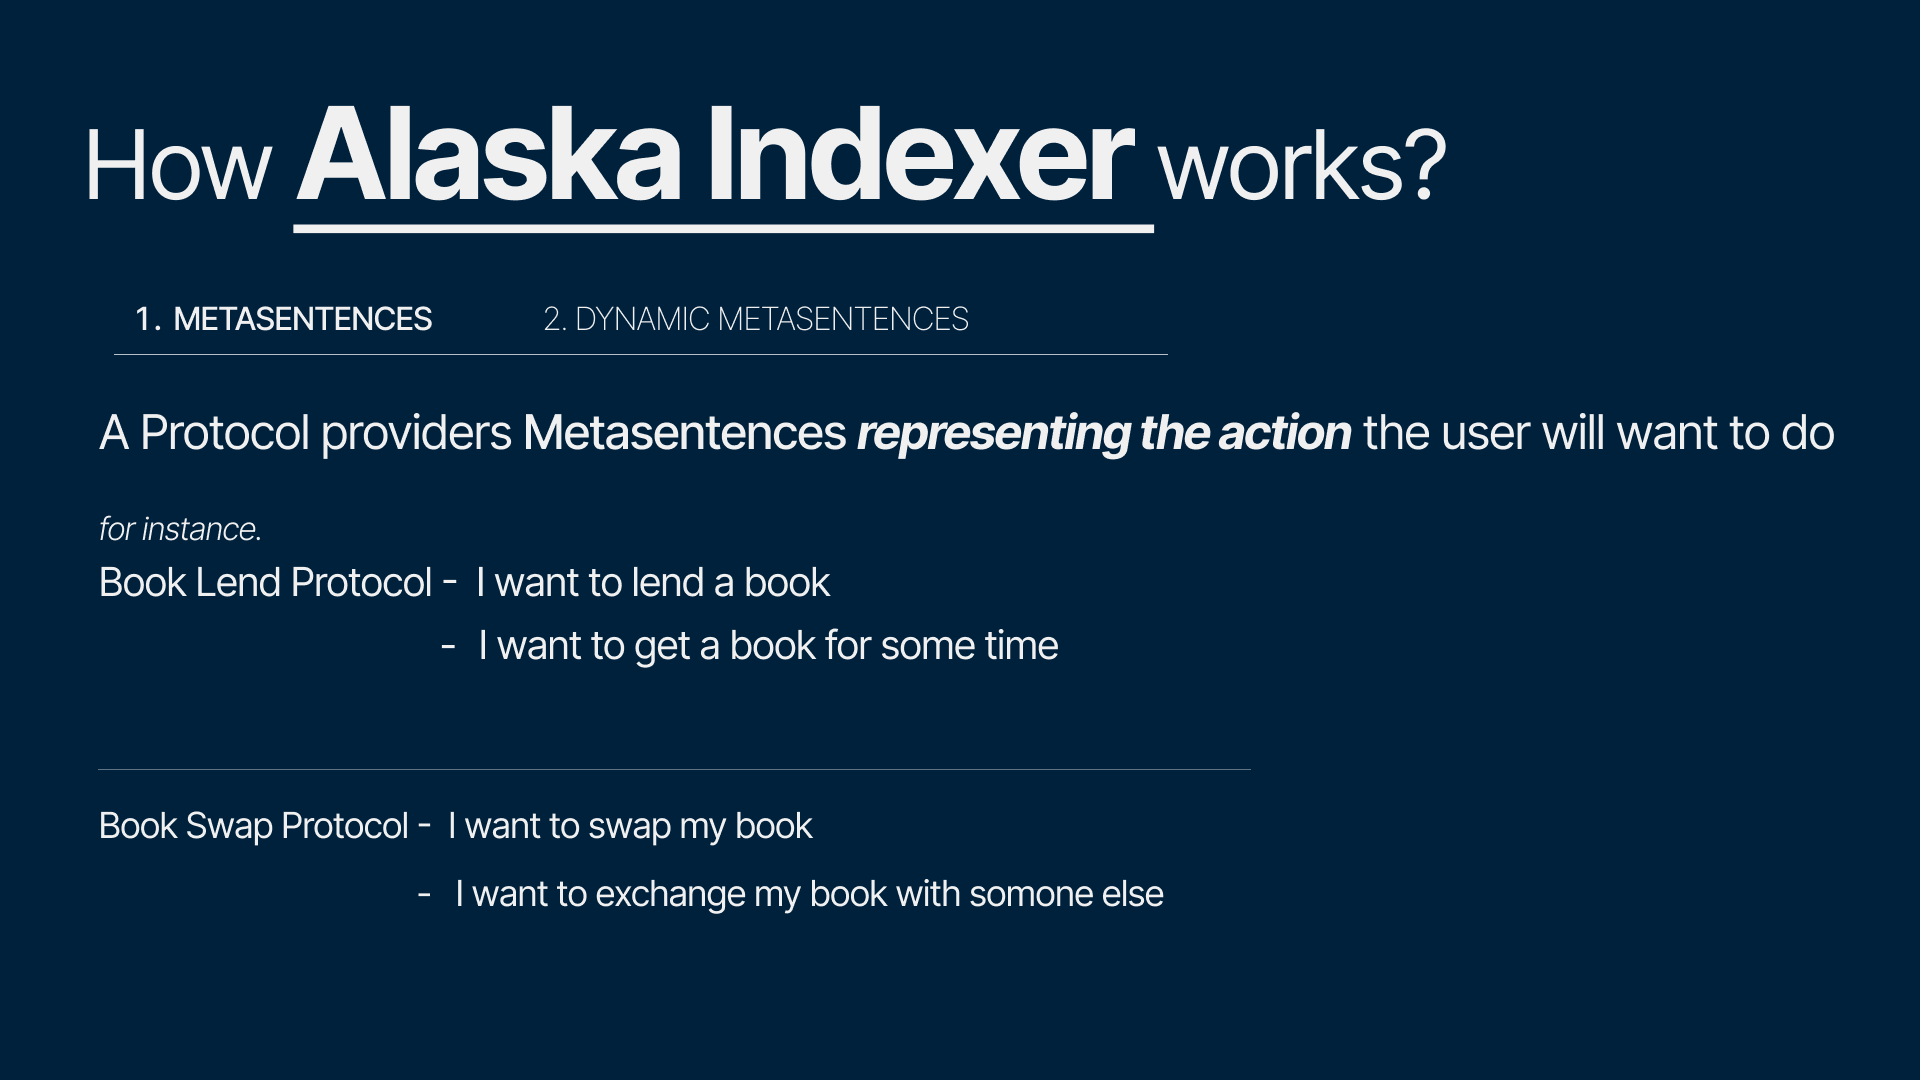 How Alaska Indexer works?
1. METASENTENCES 2. DYNAMIC METASENTENCES
A Protocol providers Metasentences representing the action the user will want to do
for instance.
Book Lend Protocol - I want to lend a book
- I want to get a book for some time
Book Swap Protocol - I want to swap my book
- I want to exchange my book with somone else